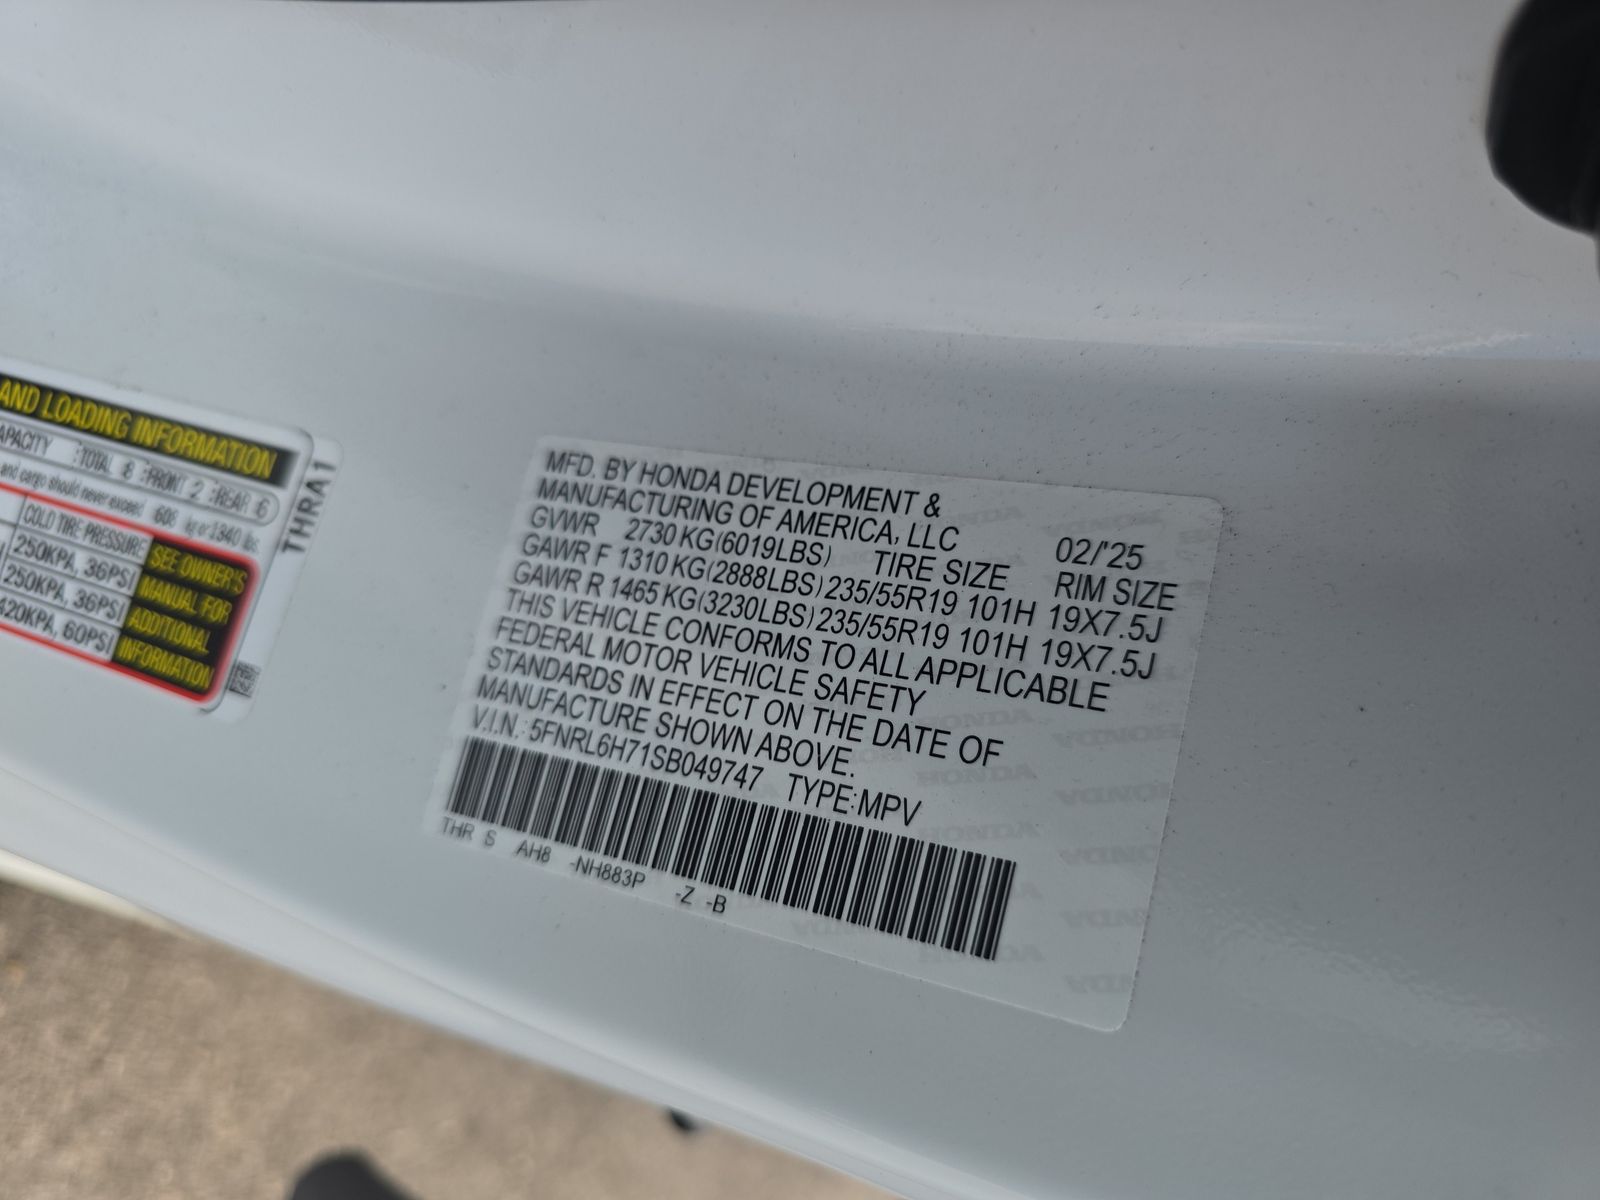 AND LOADING INFORMATION
APACITY TOTAL 8 FRONT 2 REAR 6
and cargo should never exceed 608 kg or 1340 lbs.
COLD TIRE PRESSURE
250KPA, 36PSI
250KPA, 36PSI
420KPA, 60PSI
SEE OWNER'S
MANUAL FOR
ADDITIONAL
INFORMATION
THRA1
MFD. BY HONDA DEVELOPMENT &
MANUFACTURING OF AMERICA, LLC 02/'25
GVWR 2730 KG(6019LBS) TIRE SIZE RIM SIZE
GAWR F 1310 KG(2888LBS) 235/55R19 101H 19X7.5J
GAWR R 1465 KG(3230LBS) 235/55R19 101H 19X7.5J
THIS VEHICLE CONFORMS TO ALL APPLICABLE
FEDERAL MOTOR VEHICLE SAFETY
STANDARDS IN EFFECT ON THE DATE OF
MANUFACTURE SHOWN ABOVE.
V.I.N.: 5FNRL6H71SB049747 TYPE:MPV
THR S AH8 -NH883P -Z -B